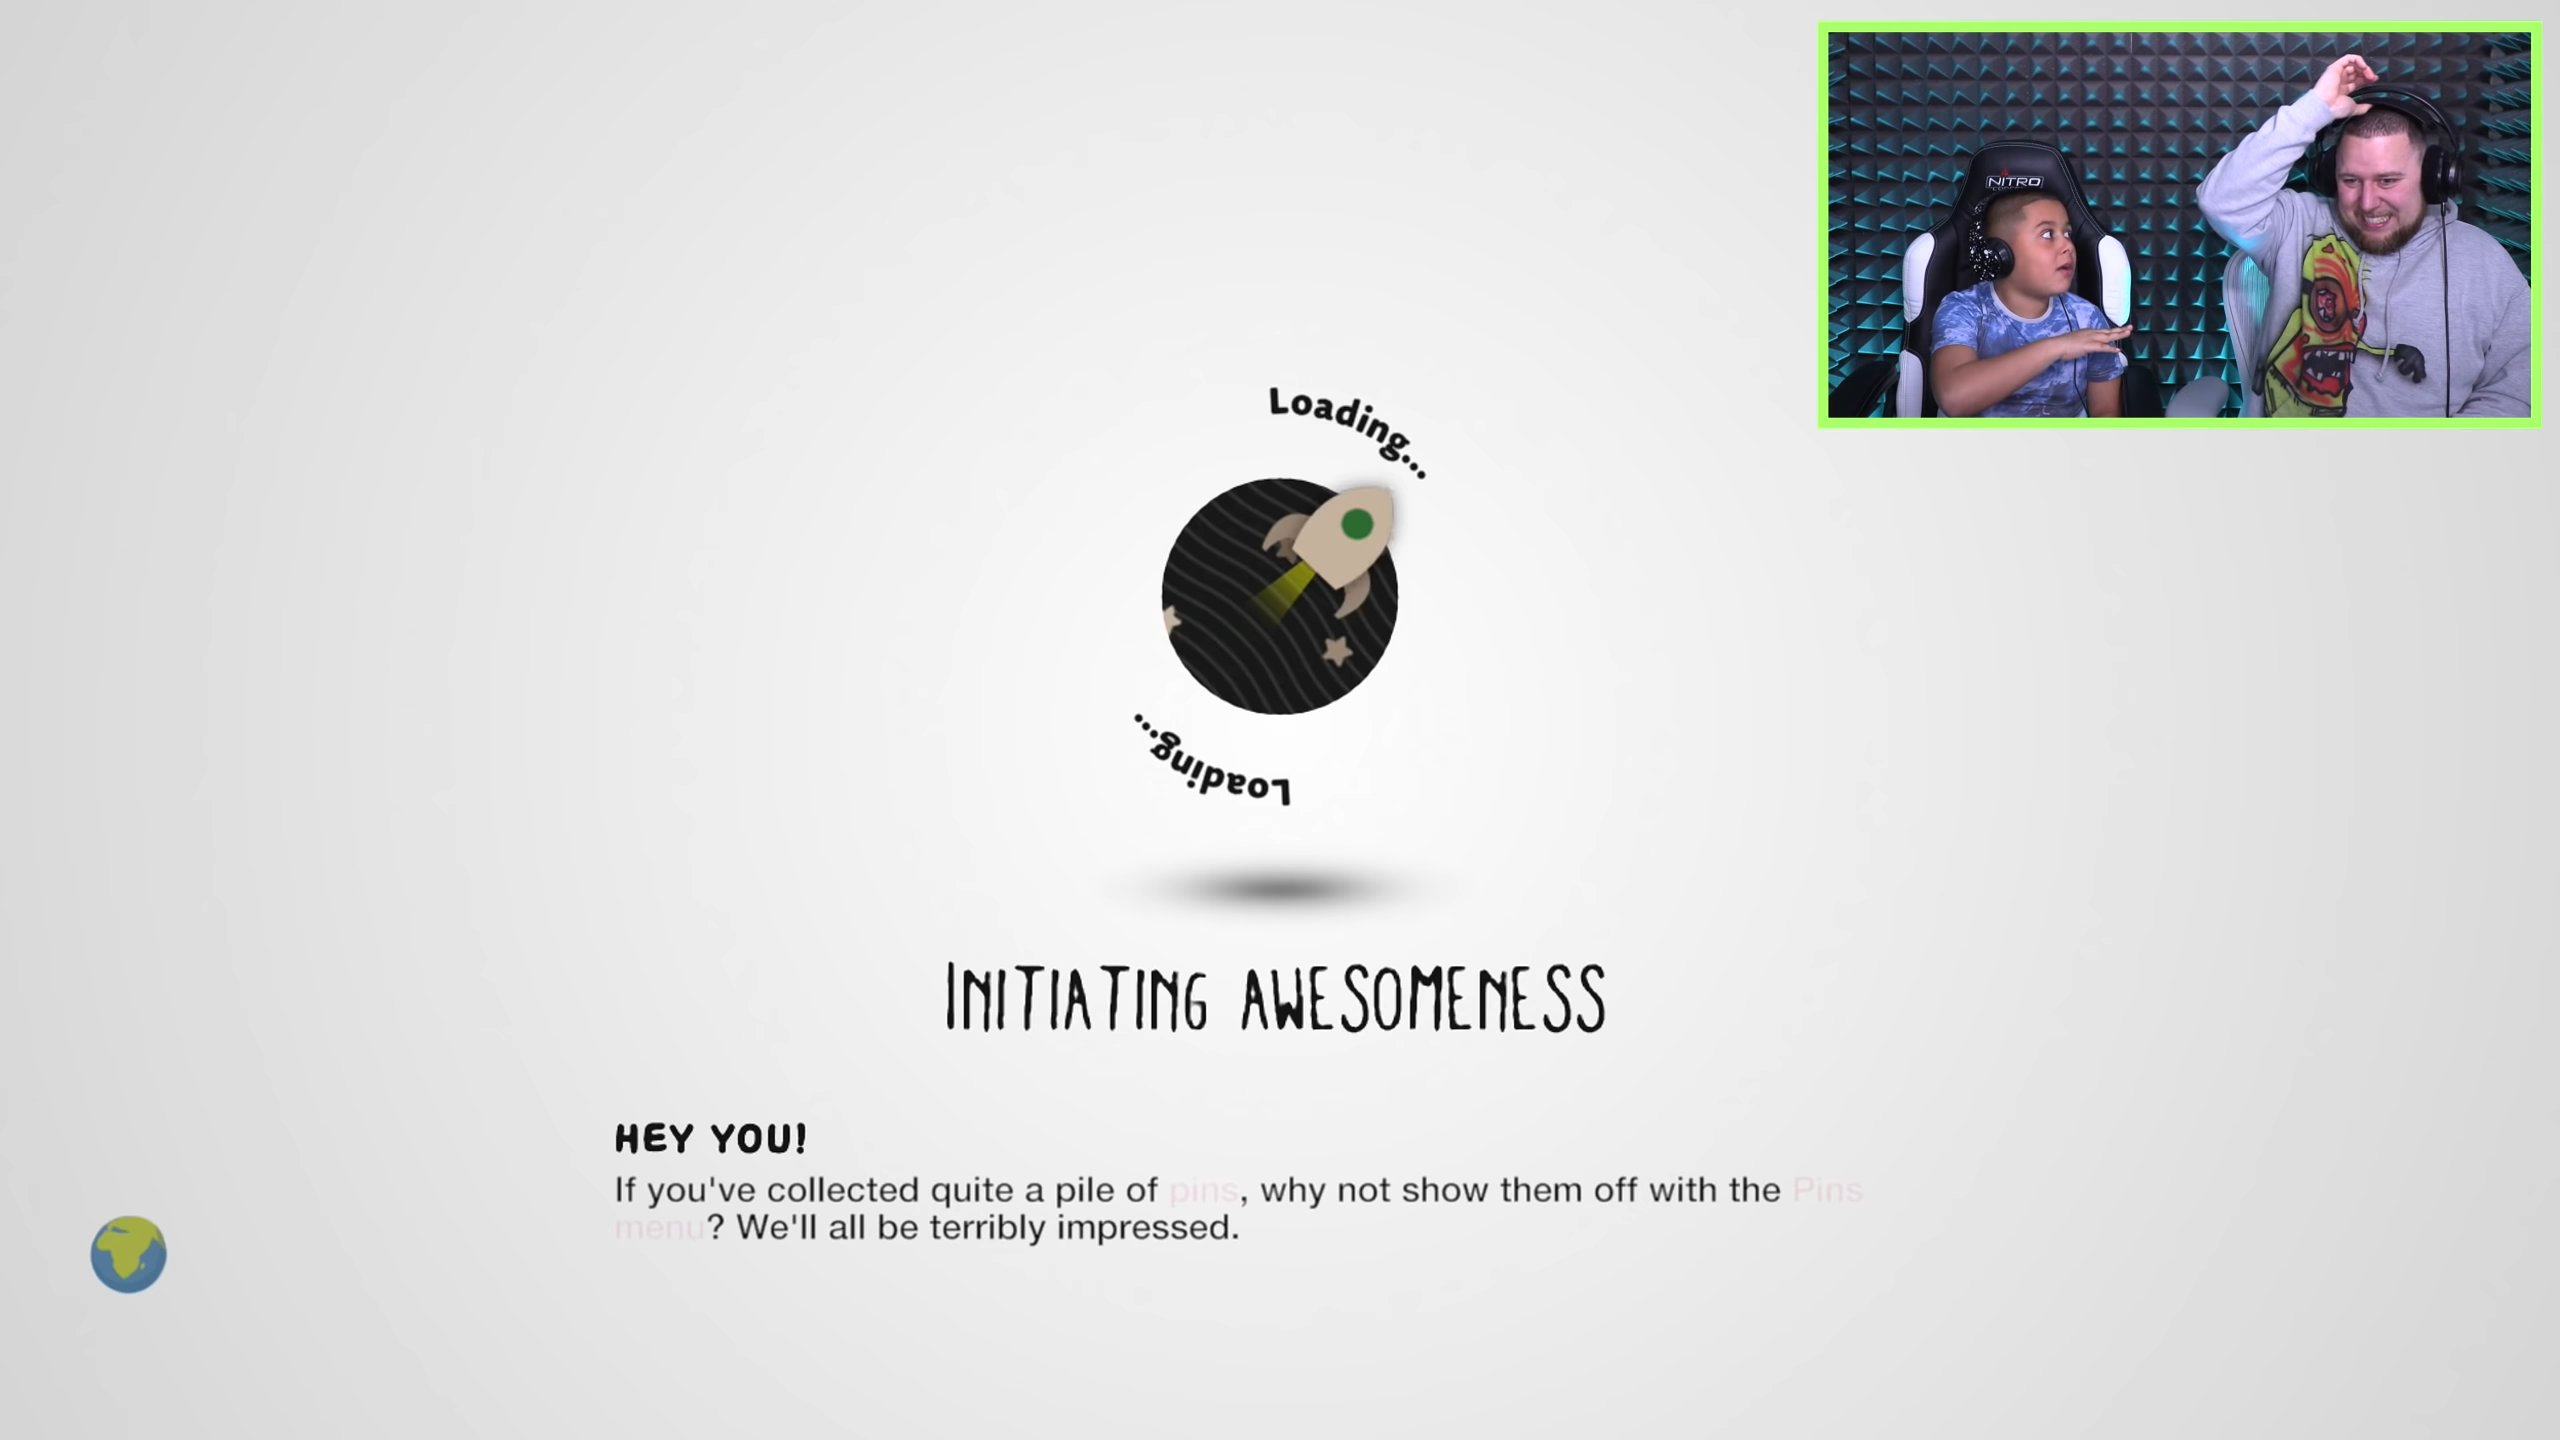 NITRO
Loading...
Loading...
INITIATING AWESOMENESS
HEY YOU!
If you've collected quite a pile of pins, why not show them off with the Pins
menu? We'll all be terribly impressed.